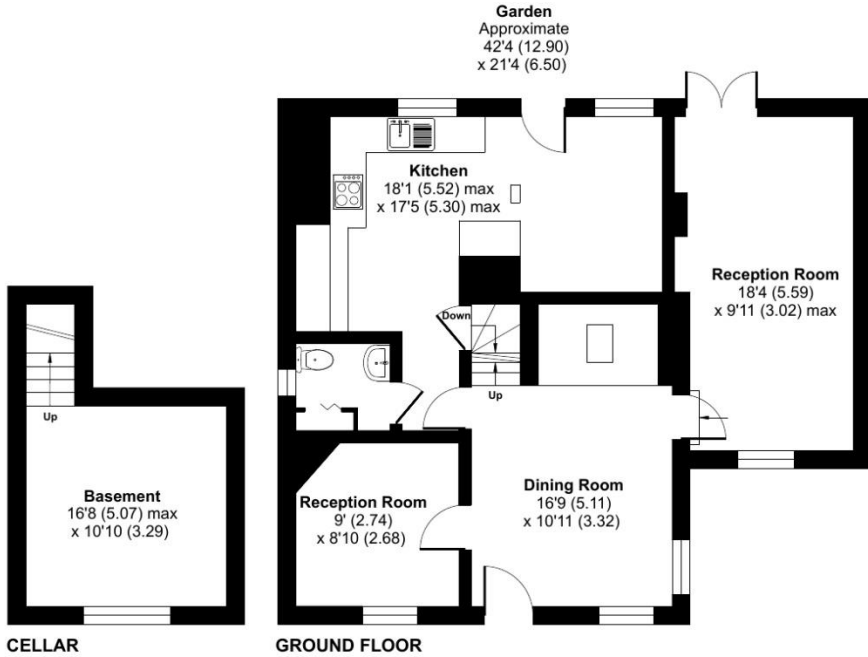 Garden
Approximate
42'4 (12.90)
x 21'4 (6.50)
Kitchen
18'1 (5.52) max
x 17'5 (5.30) max
Reception Room
18'4 (5.59)
x 9'11 (3.02) max
Down
Up
Up
Basement
16'8 (5.07) max
x 10'10 (3.29)
Reception Room
9' (2.74)
x 8'10 (2.68)
Dining Room
16'9 (5.11)
x 10'11 (3.32)
CELLAR
GROUND FLOOR